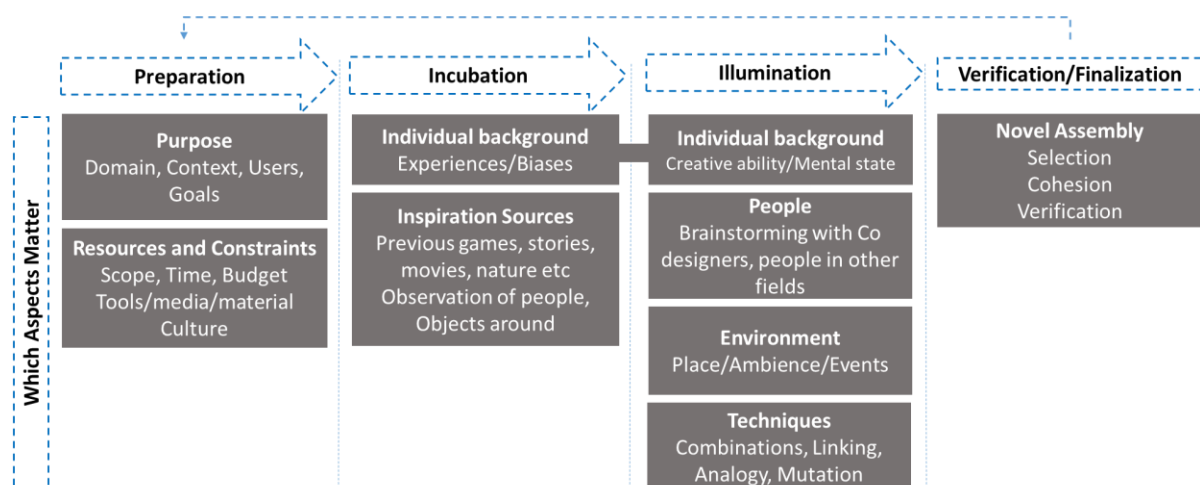 Preparation
Incubation
Illumination
Verification/Finalization
Which Aspects Matter
Purpose
Domain, Context, Users,
Goals
Resources and Constraints
Scope, Time, Budget
Tools/media/material
Culture
Individual background
Experiences/Biases
Inspiration Sources
Previous games, stories,
movies, nature etc
Observation of people,
Objects around
Individual background
Creative ability/Mental state
People
Brainstorming with Co
designers, people in other
fields
Environment
Place/Ambience/Events
Techniques
Combinations, Linking,
Analogy, Mutation
Novel Assembly
Selection
Cohesion
Verification